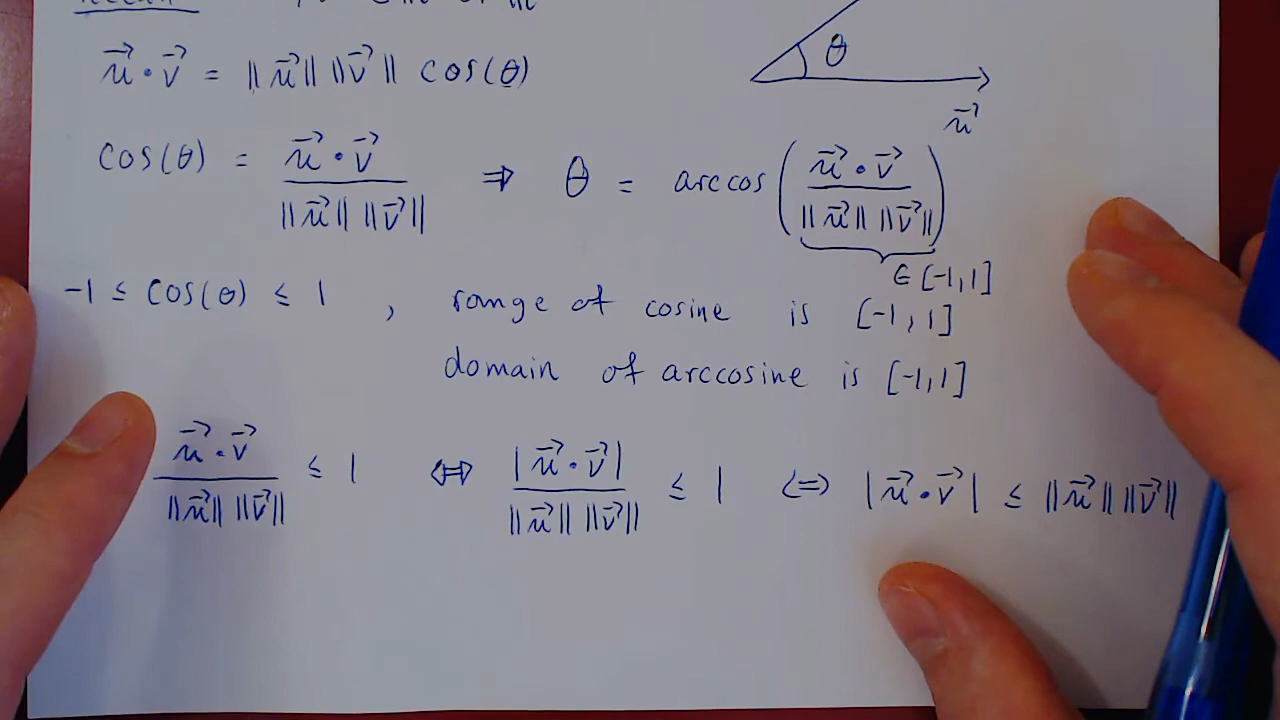 u⃗ · v⃗ = ‖u⃗‖ ‖v⃗‖ cos(θ)
θ
u⃗
cos(θ) = u⃗ · v⃗ / ‖u⃗‖ ‖v⃗‖ ⇒ θ = arccos( u⃗ · v⃗ / ‖u⃗‖ ‖v⃗‖ )
∈ [-1,1]
-1 ≤ cos(θ) ≤ 1 , range of cosine is [-1,1]
domain of arccosine is [-1,1]
u⃗ · v⃗ / ‖u⃗‖ ‖v⃗‖ ≤ 1 ⇔ |u⃗ · v⃗| / ‖u⃗‖ ‖v⃗‖ ≤ 1 ⇔ |u⃗ · v⃗| ≤ ‖u⃗‖ ‖v⃗‖